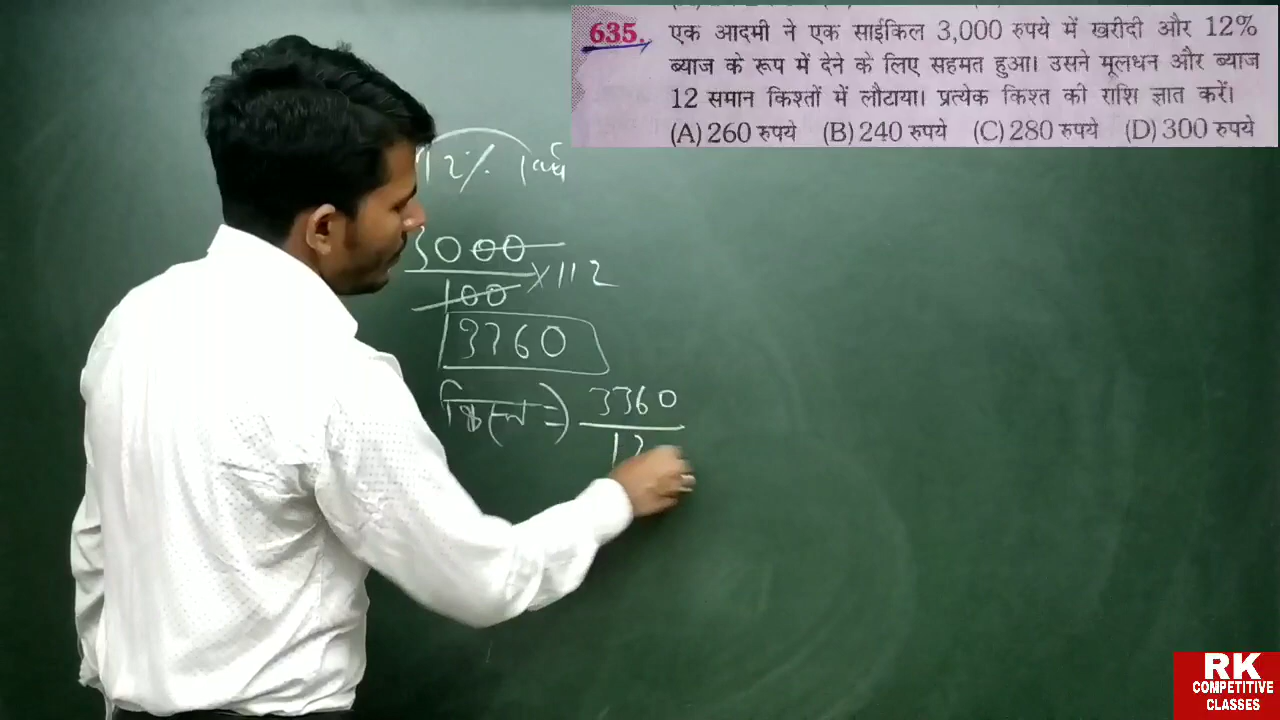 635. एक आदमी ने एक साईकिल 3,000 रुपये में खरीदी और 12%
ब्याज के रूप में देने के लिए सहमत हुआ। उसने मूलधन और ब्याज
12 समान किश्तों में लौटाया। प्रत्येक किश्त की राशि ज्ञात करें।
(A) 260 रुपये (B) 240 रुपये (C) 280 रुपये (D) 300 रुपये
12%
3000
100
×112
3360
3360
12
RK
COMPETITIVE
CLASSES